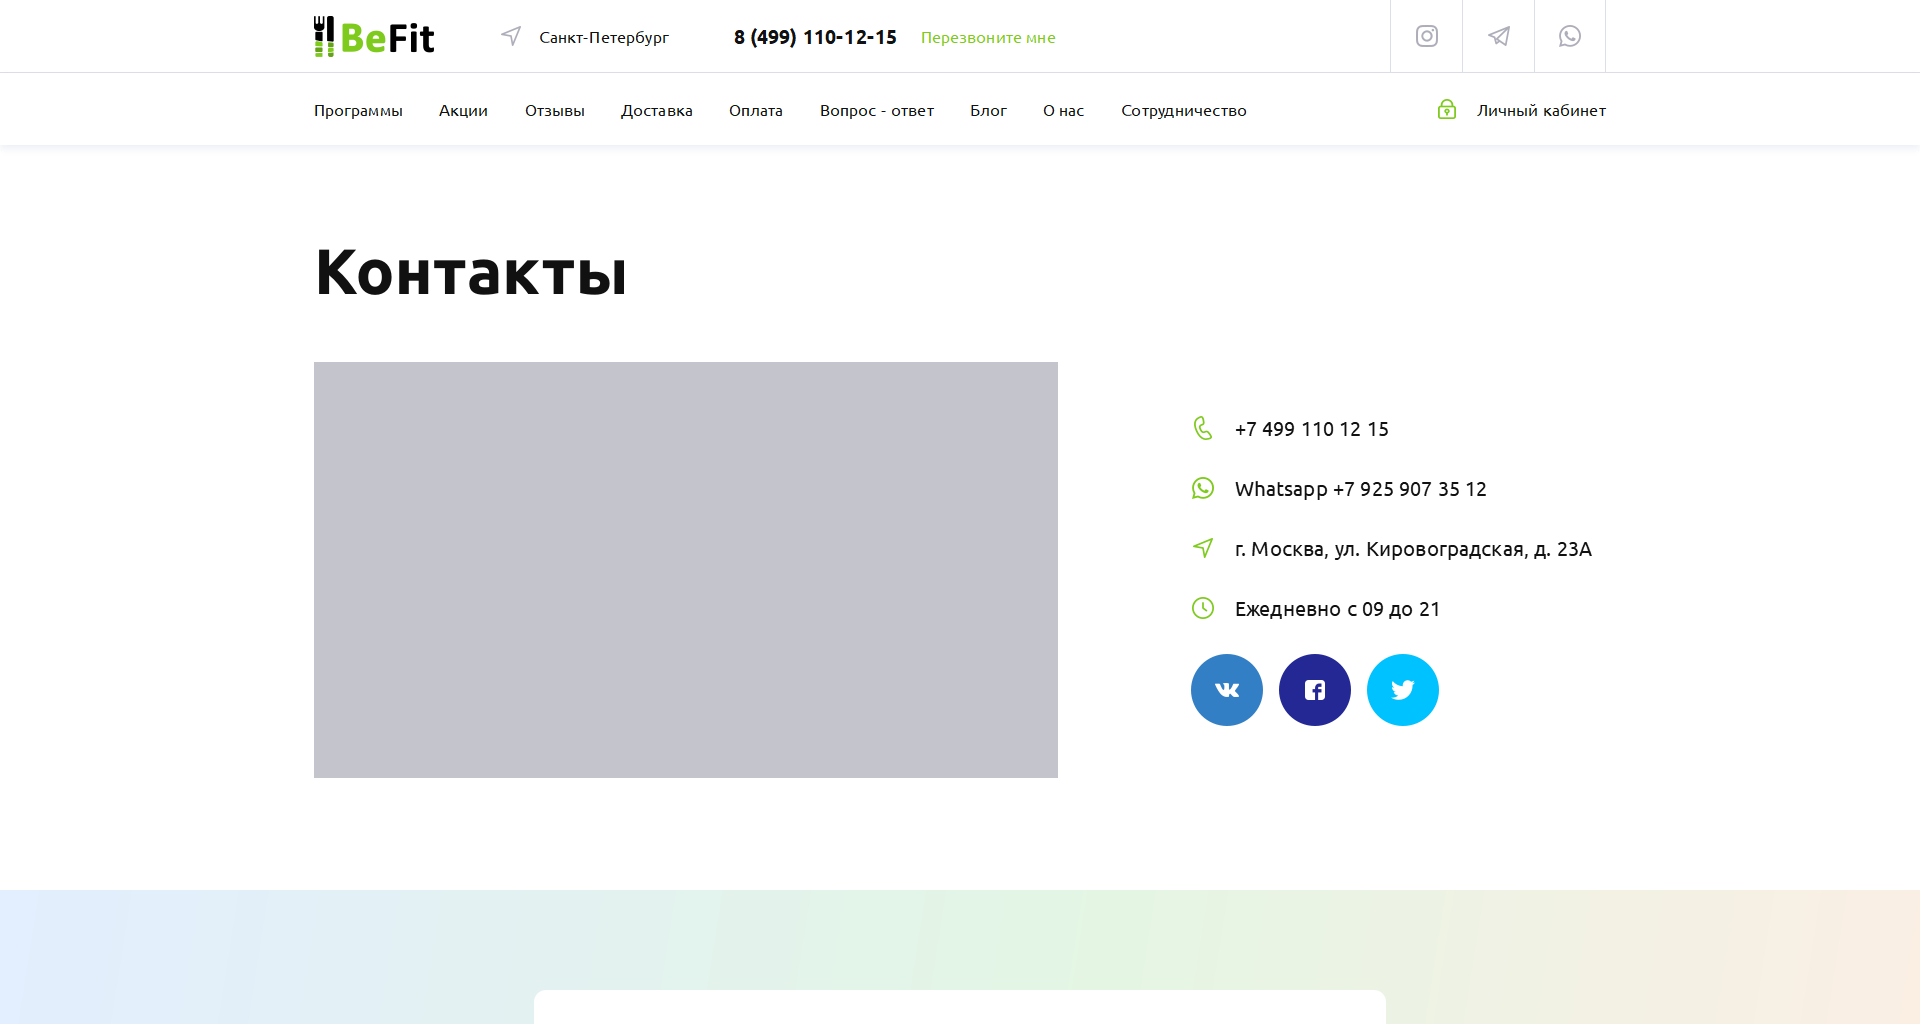 BeFit
Санкт-Петербург
8 (499) 110-12-15
Перезвоните мне
Программы
Акции
Отзывы
Доставка
Оплата
Вопрос - ответ
Блог
О нас
Сотрудничество
Личный кабинет
Контакты
+7 499 110 12 15
Whatsapp +7 925 907 35 12
г. Москва, ул. Кировоградская, д. 23А
Ежедневно с 09 до 21